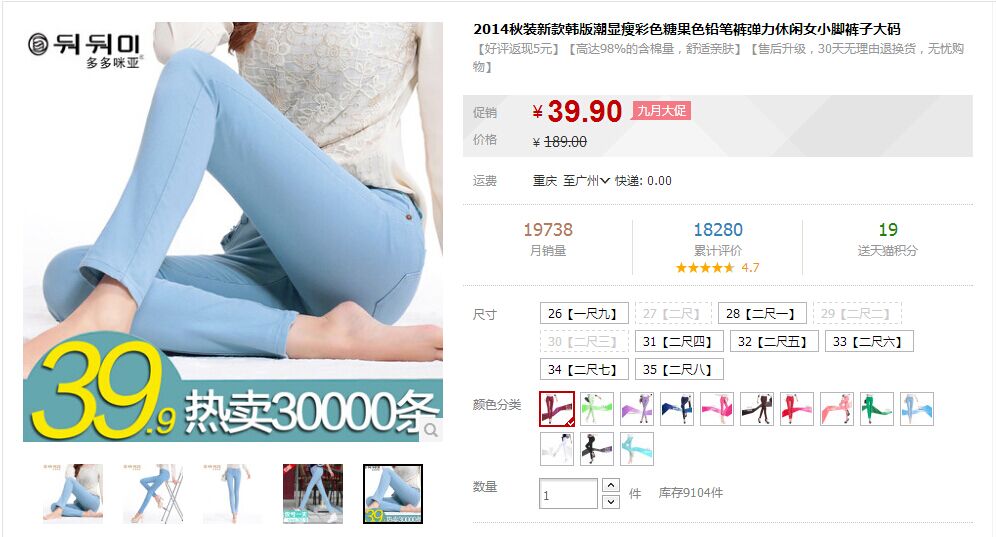 뒤뒤미
多多咪亚
39.9 热卖30000条
2014秋装新款韩版潮显瘦彩色糖果色铅笔裤弹力休闲女小脚裤子大码
【好评返现5元】【高达98%的含棉量，舒适亲肤】【售后升级，30天无理由退换货，无忧购
物】
促销 ¥ 39.90 九月大促
价格 ¥ 189.00
运费 重庆 至广州 快递: 0.00
19738 18280 19
月销量 累计评价 送天猫积分
4.7
尺寸 26【一尺九】 27【二尺】 28【二尺一】 29【二尺二】
30【二尺三】 31【二尺四】 32【二尺五】 33【二尺六】
34【二尺七】 35【二尺八】
颜色分类
数量 1 件 库存9104件
39.9